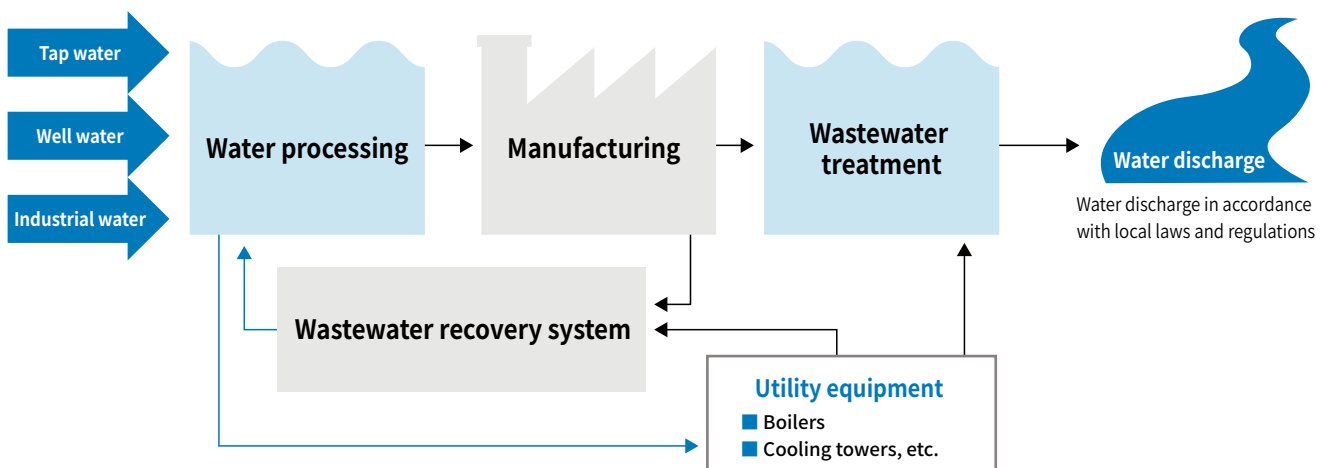 Tap water
Well water
Industrial water
Water processing
Manufacturing
Wastewater
treatment
Water discharge
Water discharge in accordance
with local laws and regulations
Wastewater recovery system
Utility equipment
Boilers
Cooling towers, etc.